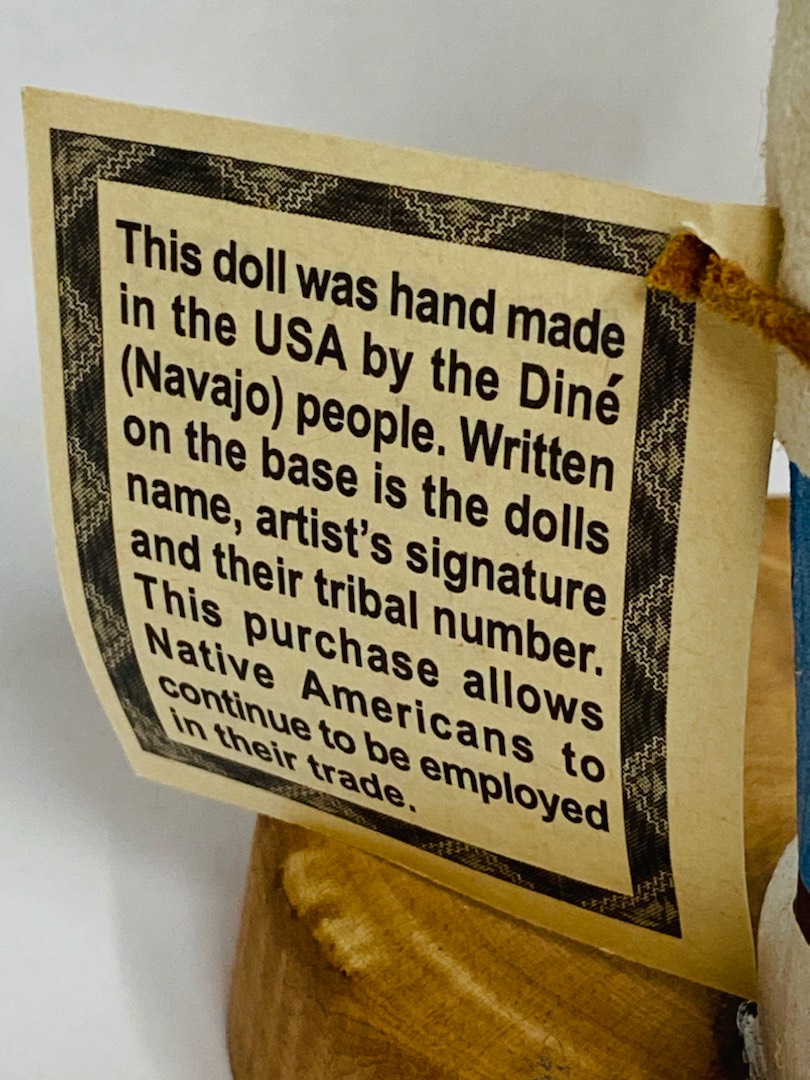 This doll was hand made
in the USA by the Diné
(Navajo) people. Written
on the base is the dolls
name, artist's signature
and their tribal number.
This purchase allows
Native Americans to
continue to be employed
in their trade.